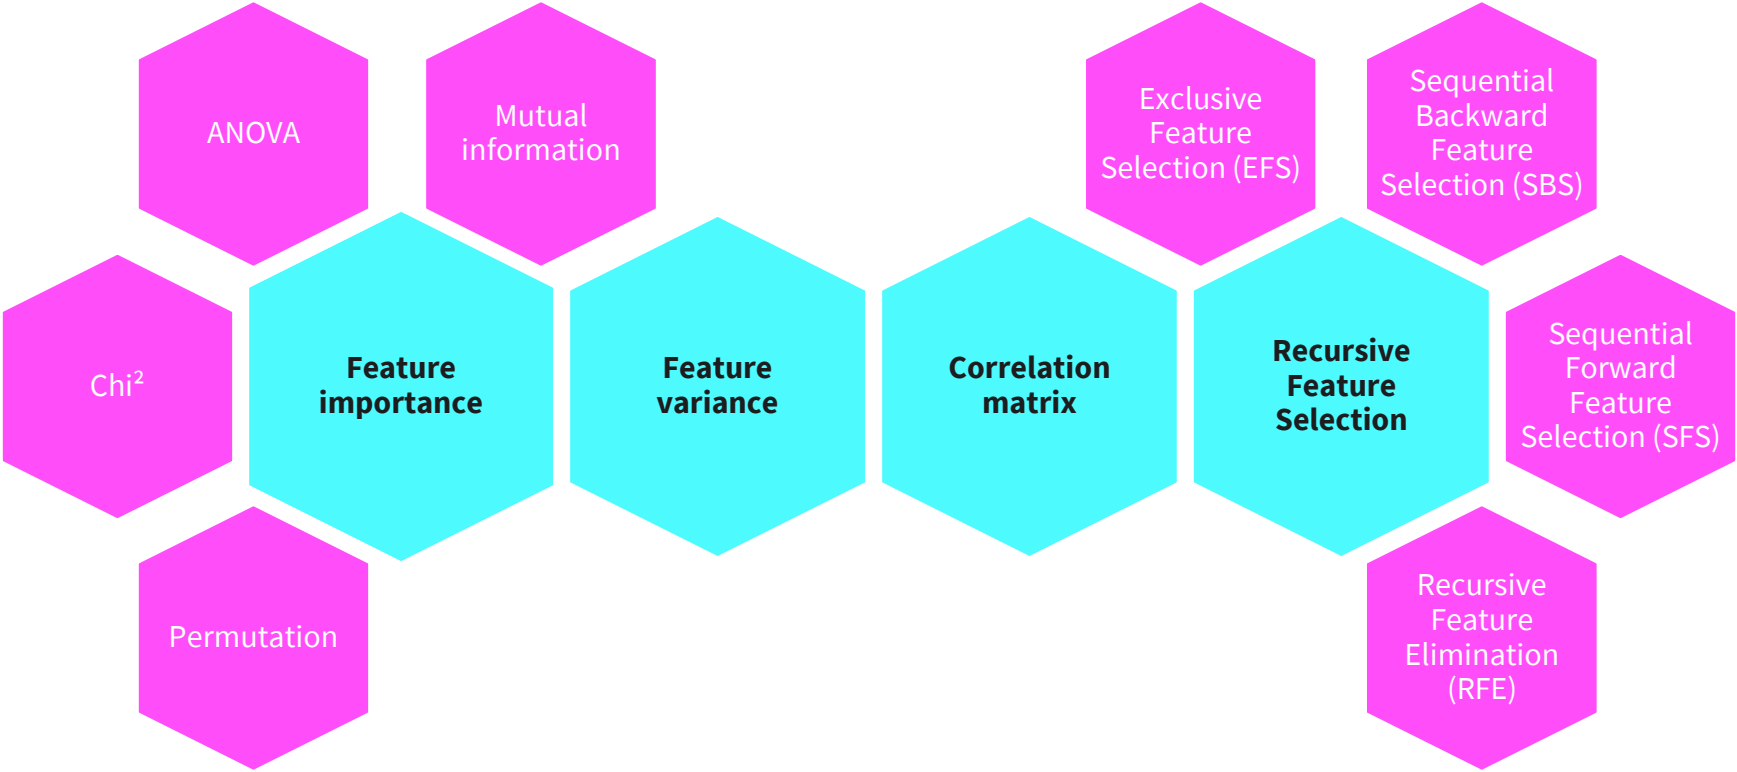 ANOVA
Mutual
information
Exclusive
Feature
Selection (EFS)
Sequential
Backward
Feature
Selection (SBS)
Chi²
Feature
importance
Feature
variance
Correlation
matrix
Recursive
Feature
Selection
Sequential
Forward
Feature
Selection (SFS)
Permutation
Recursive
Feature
Elimination
(RFE)